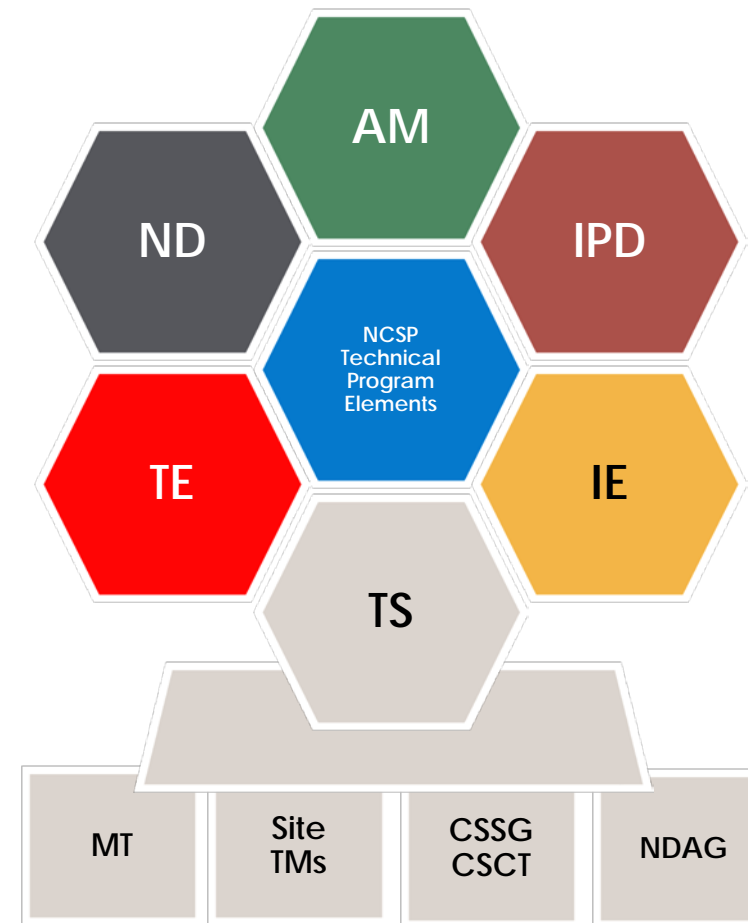 AM
ND
IPD
NCSP
Technical
Program
Elements
TE
IE
TS
MT
Site
TMs
CSSG
CSCT
NDAG